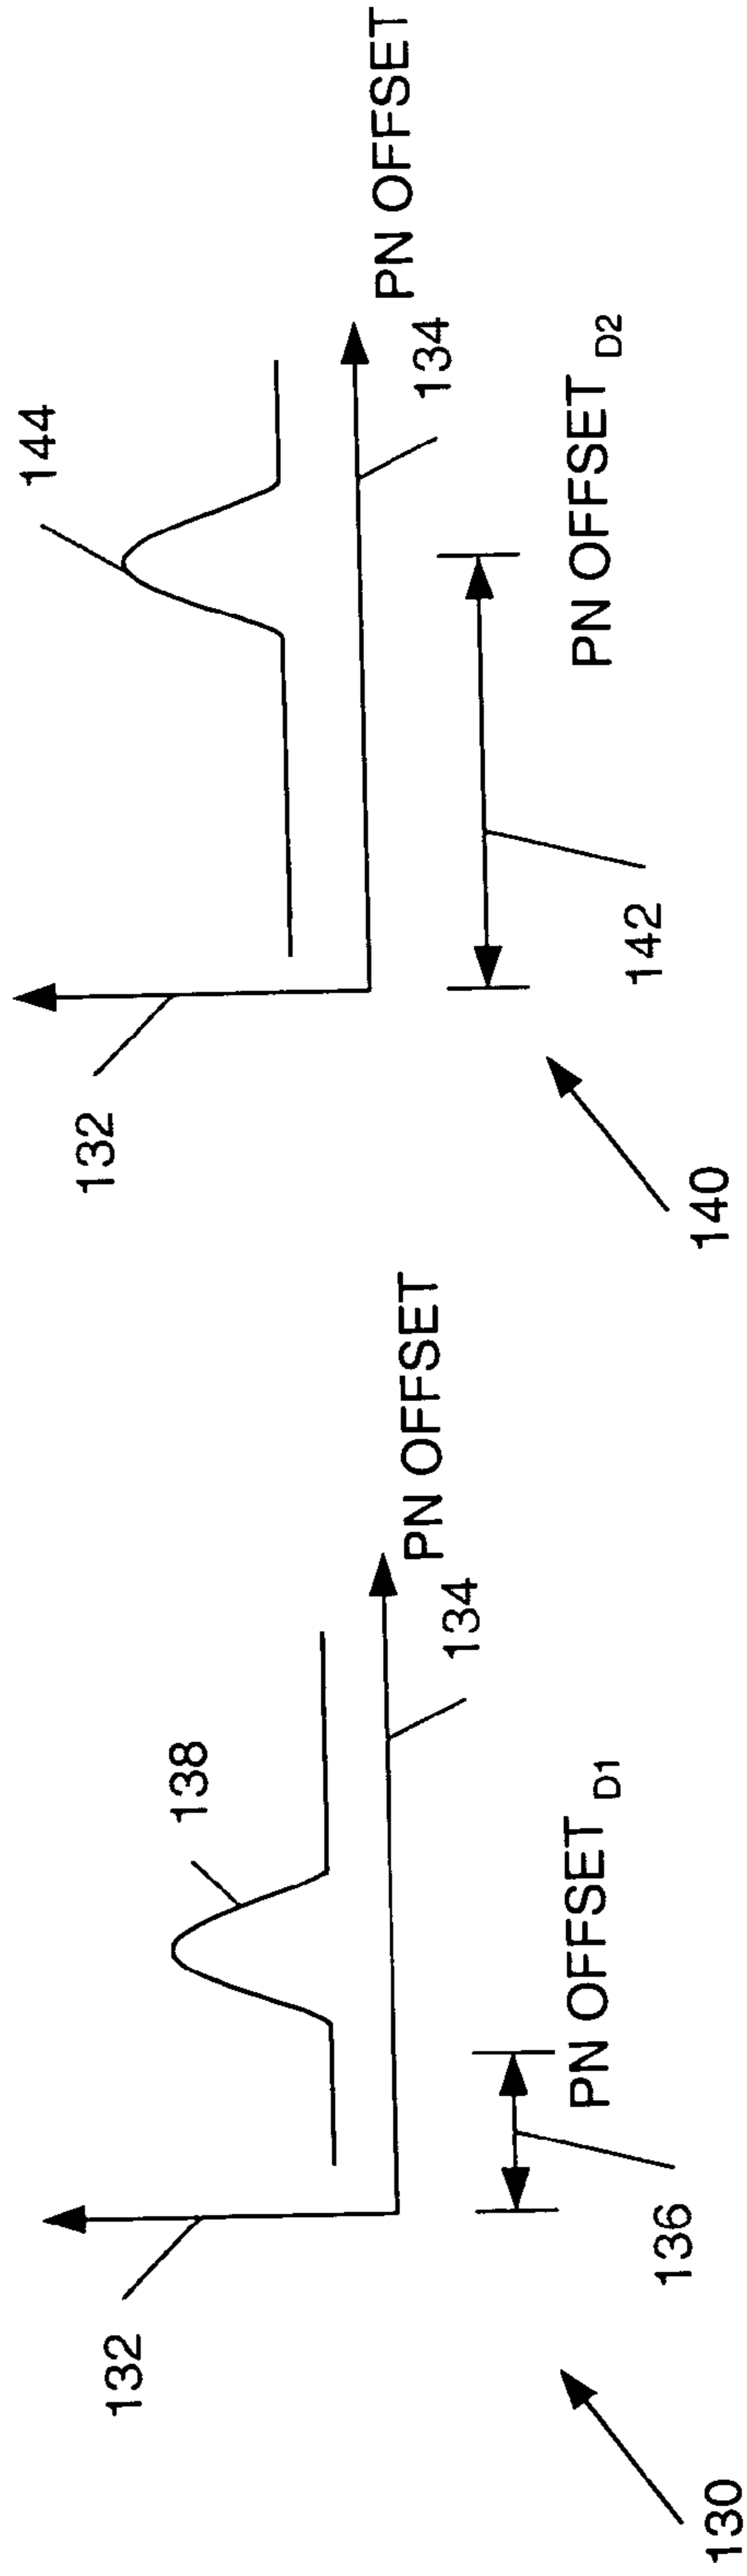 132
138
PN OFFSET
134
136
PN OFFSET D1
130
132
144
PN OFFSET
134
142
PN OFFSET D2
140